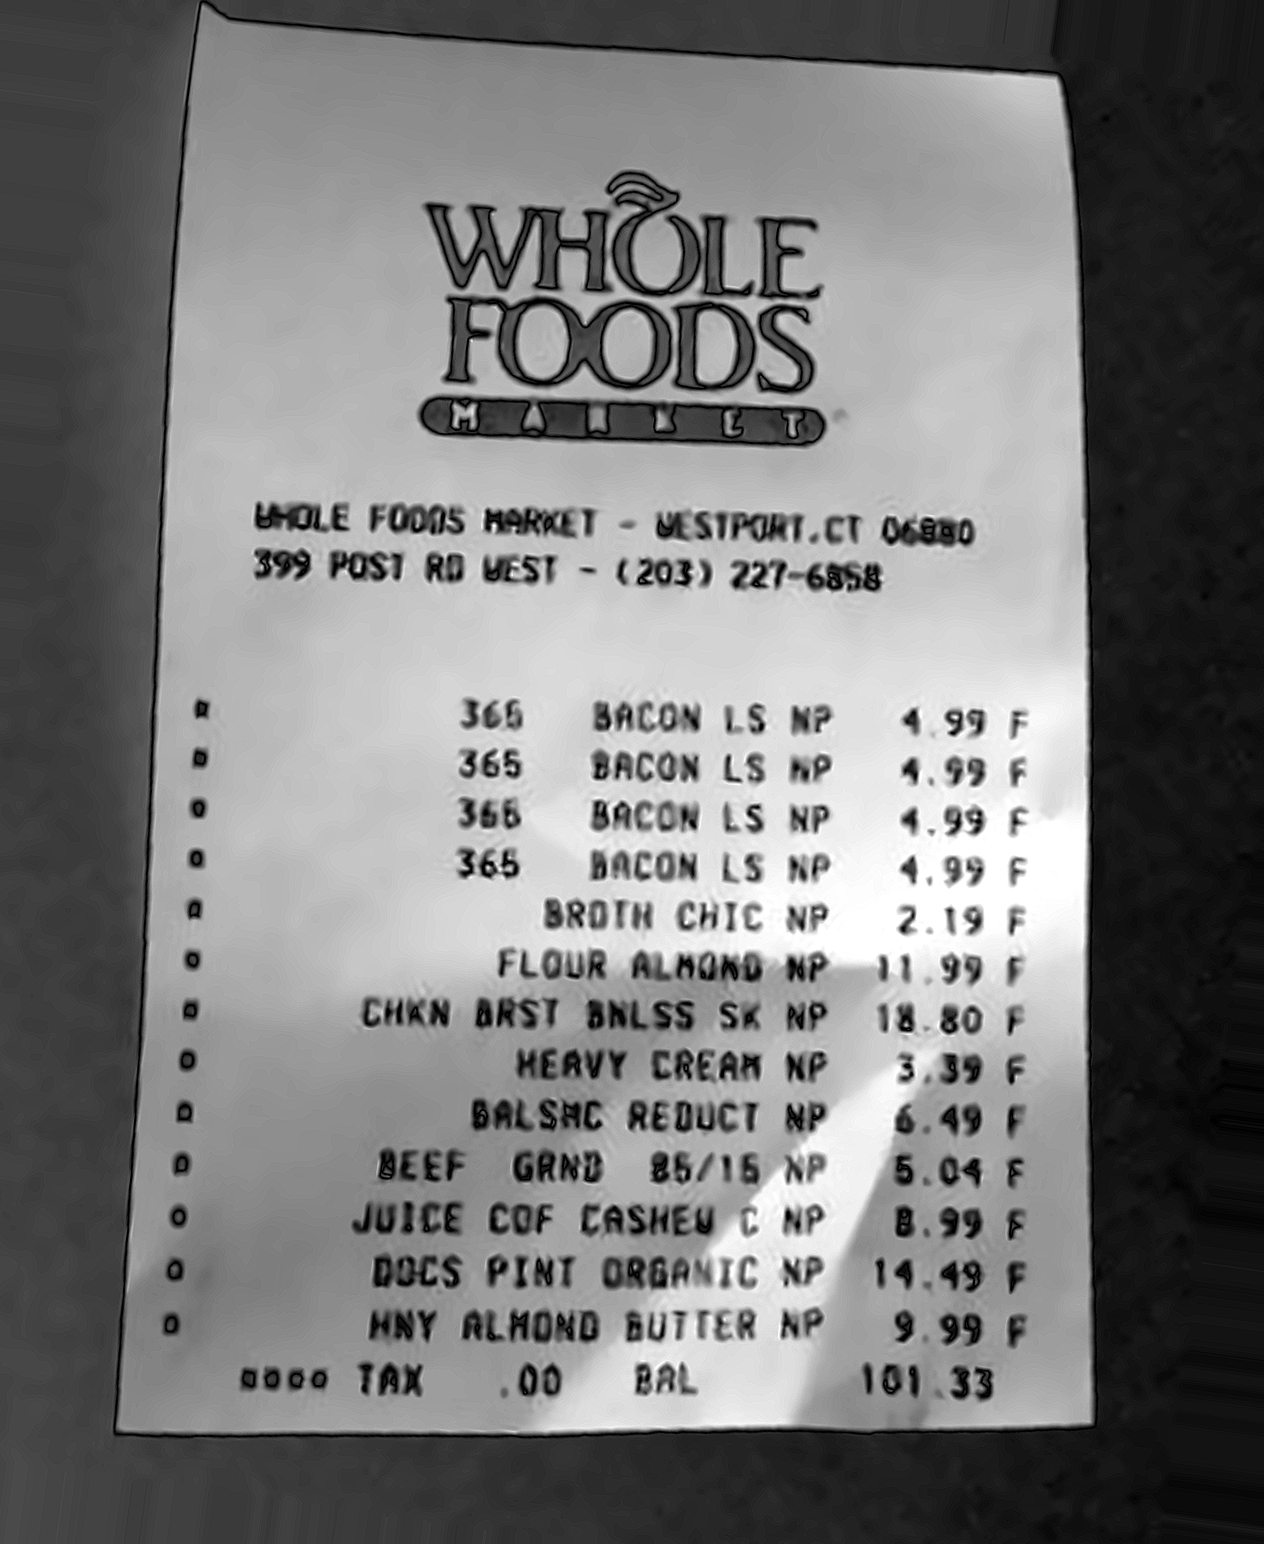 WHOLE
FOODS
MARKET
WHOLE FOODS MARKET - WESTPORT.CT 06880
399 POST RD WEST - (203) 227-6858
365 BACON LS NP 4.99 F
365 BACON LS NP 4.99 F
365 BACON LS NP 4.99 F
365 BACON LS NP 4.99 F
BROTH CHIC NP 2.19 F
FLOUR ALMOND NP 11.99 F
CHKN BRST BNLSS SK NP 18.80 F
HEAVY CREAM NP 3.39 F
BALSMC REDUCT NP 6.49 F
BEEF GRND 85/15 NP 5.04 F
JUICE COF CASHEW C NP 8.99 F
DOCS PINT ORGANIC NP 14.49 F
HNY ALMOND BUTTER NP 9.99 F
TAX .00 BAL 101.33